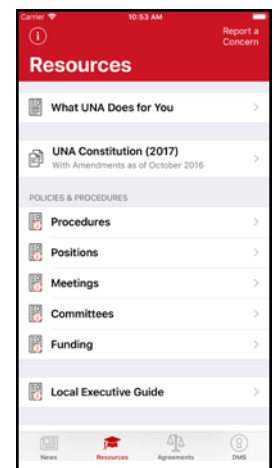 Carrier 10:53 AM
Report a
Concern
Resources
What UNA Does for You
UNA Constitution (2017)
With Amendments as of October 2016
POLICIES & PROCEDURES
Procedures
Positions
Meetings
Committees
Funding
Local Executive Guide
News Resources Agreements DMS